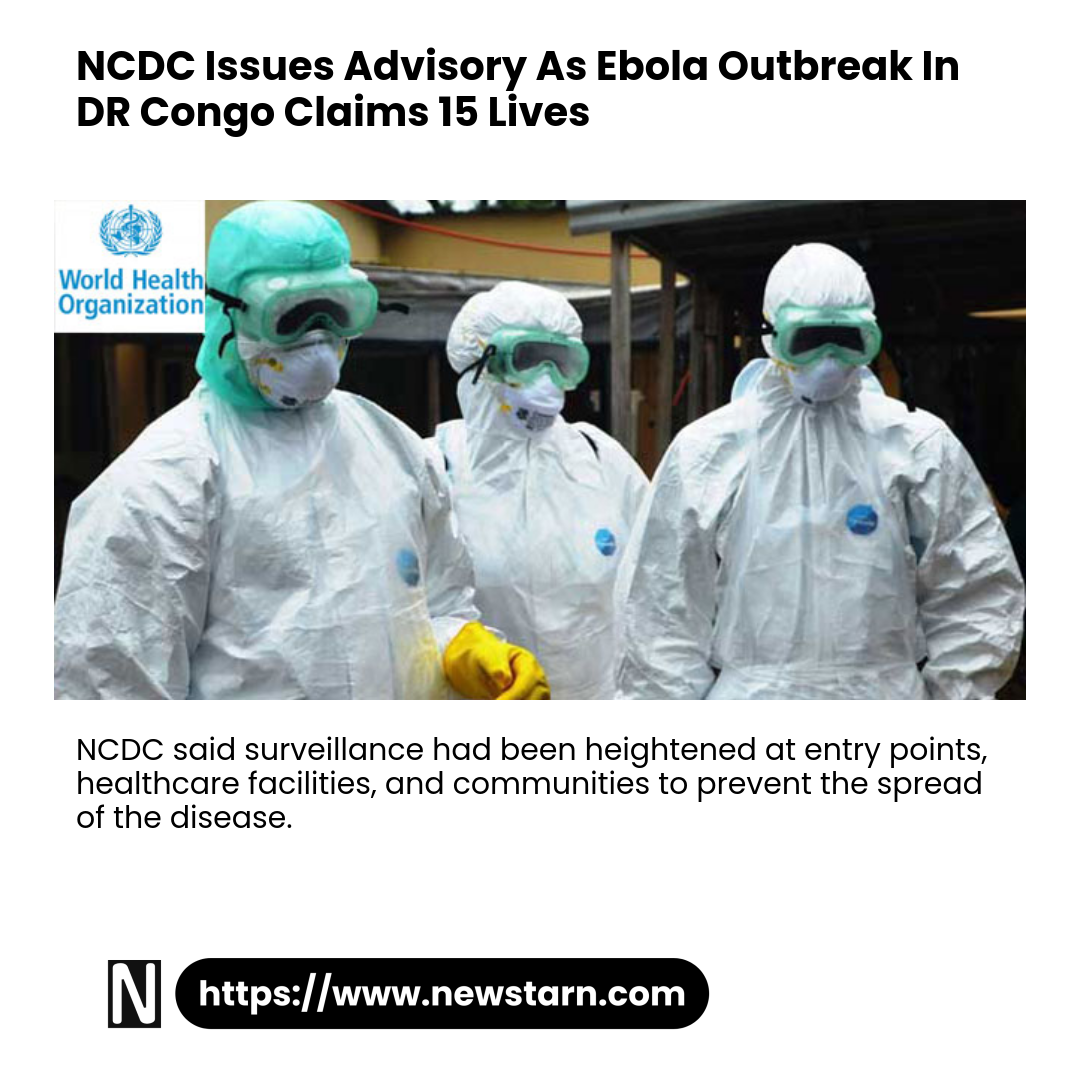 NCDC Issues Advisory As Ebola Outbreak In
DR Congo Claims 15 Lives
World Health
Organization
NCDC said surveillance had been heightened at entry points,
healthcare facilities, and communities to prevent the spread
of the disease.
N
https://www.newstarn.com